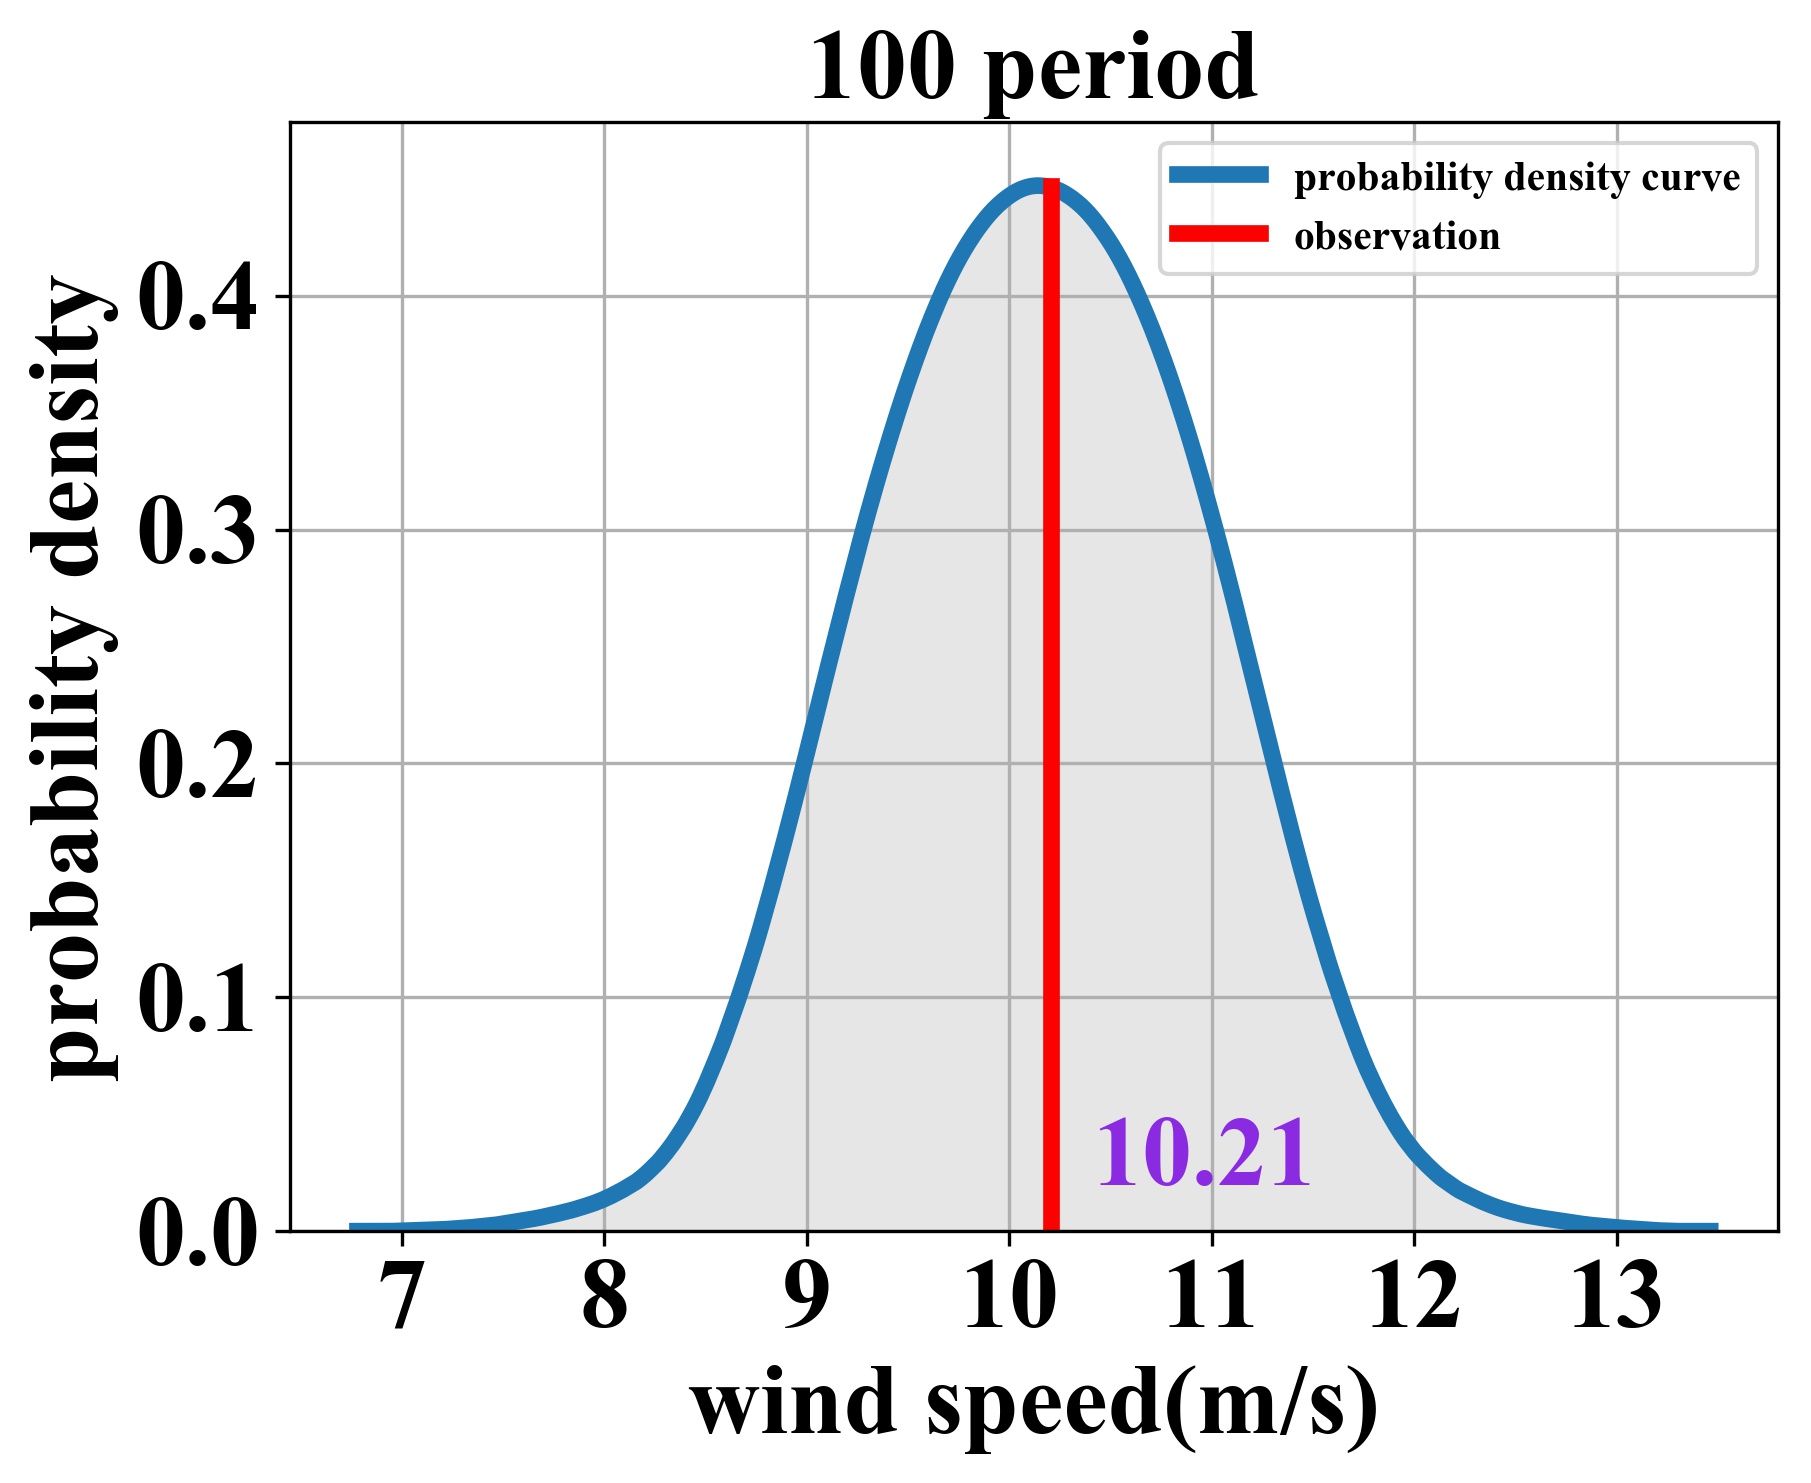 100 period
probability density curve
observation
probability density
0.4
0.3
0.2
0.1
0.0
10.21
7 8 9 10 11 12 13
wind speed(m/s)